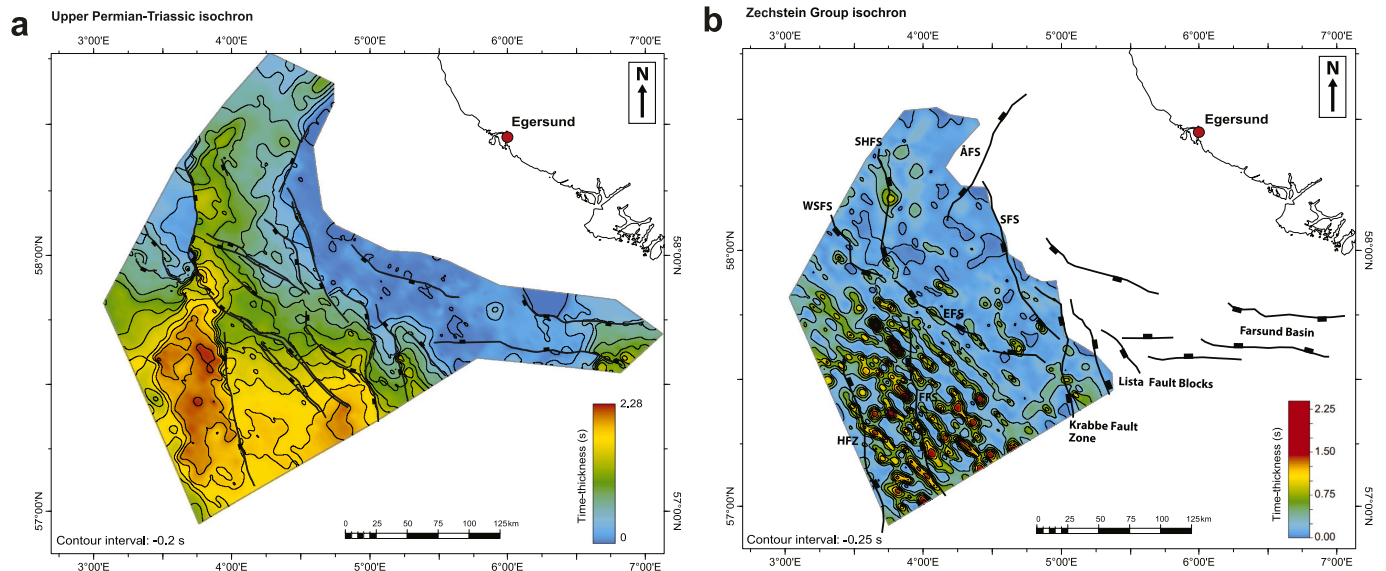 a
Upper Permian-Triassic isochron
3°00'E 4°00'E 5°00'E 6°00'E 7°00'E
N
Egersund
58°00'N
58°00'N
57°00'N
57°00'N
2.28
Time-thickness (s)
0
0 25 50 75 100 125km
Contour interval: -0.2 s
3°00'E 4°00'E 5°00'E 6°00'E 7°00'E
b
Zechstein Group isochron
3°00'E 4°00'E 5°00'E 6°00'E 7°00'E
N
Egersund
SHFS
ÅFS
WSFS
SFS
58°00'N
58°00'N
EFS
Farsund Basin
Lista Fault Blocks
FFS
Krabbe Fault
Zone
HFZ
57°00'N
57°00'N
2.25
1.50
0.75
0.00
Time-thickness (s)
0 25 50 75 100 125
km
Contour interval: -0.25 s
3°00'E 4°00'E 5°00'E 6°00'E 7°00'E